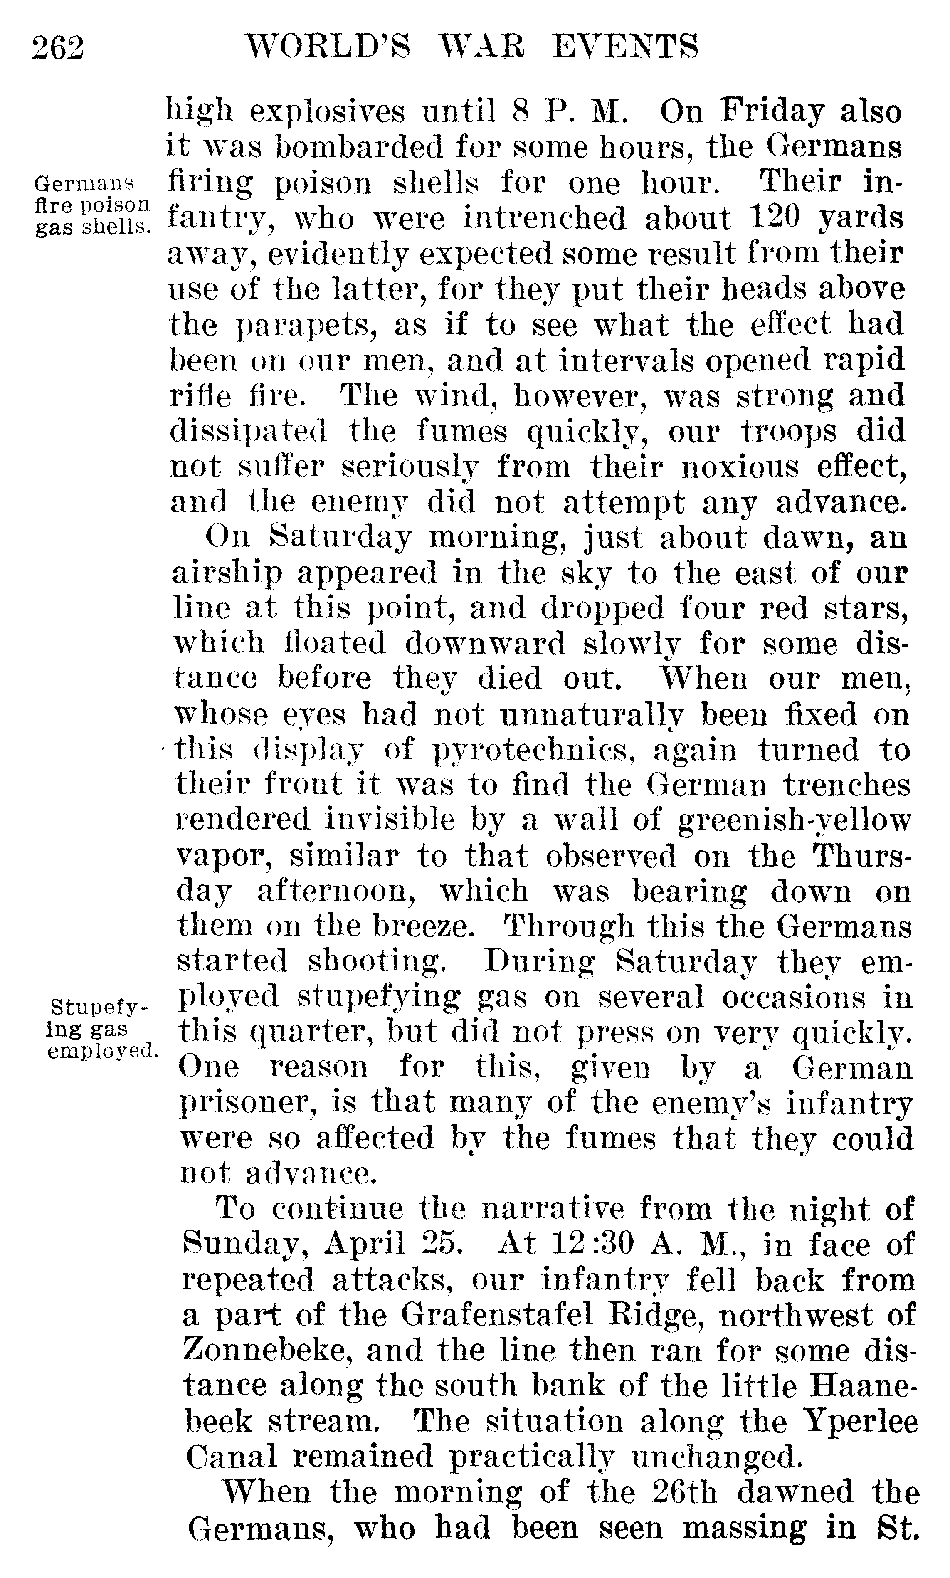 262 WORLD'S WAR EVENTS
high explosives until 8 P. M. On Friday also
it was bombarded for some hours, the Germans
Germans
fire poison
gas shells.
firing poison shells for one hour. Their in-
fantry, who were intrenched about 120 yards
away, evidently expected some result from their
use of the latter, for they put their heads above
the parapets, as if to see what the effect had
been on our men, and at intervals opened rapid
rifle fire. The wind, however, was strong and
dissipated the fumes quickly, our troops did
not suffer seriously from their noxious effect,
and the enemy did not attempt any advance.
On Saturday morning, just about dawn, an
airship appeared in the sky to the east of our
line at this point, and dropped four red stars,
which floated downward slowly for some dis-
tance before they died out. When our men,
whose eyes had not unnaturally been fixed on
this display of pyrotechnics, again turned to
their front it was to find the German trenches
rendered invisible by a wall of greenish-yellow
vapor, similar to that observed on the Thurs-
day afternoon, which was bearing down on
them on the breeze. Through this the Germans
started shooting. During Saturday they em-
Stupefy-
ing gas
employed.
ployed stupefying gas on several occasions in
this quarter, but did not press on very quickly.
One reason for this, given by a German
prisoner, is that many of the enemy's infantry
were so affected by the fumes that they could
not advance.
To continue the narrative from the night of
Sunday, April 25. At 12:30 A. M., in face of
repeated attacks, our infantry fell back from
a part of the Grafenstafel Ridge, northwest of
Zonnebeke, and the line then ran for some dis-
tance along the south bank of the little Haane-
beek stream. The situation along the Yperlee
Canal remained practically unchanged.
When the morning of the 26th dawned the
Germans, who had been seen massing in St.